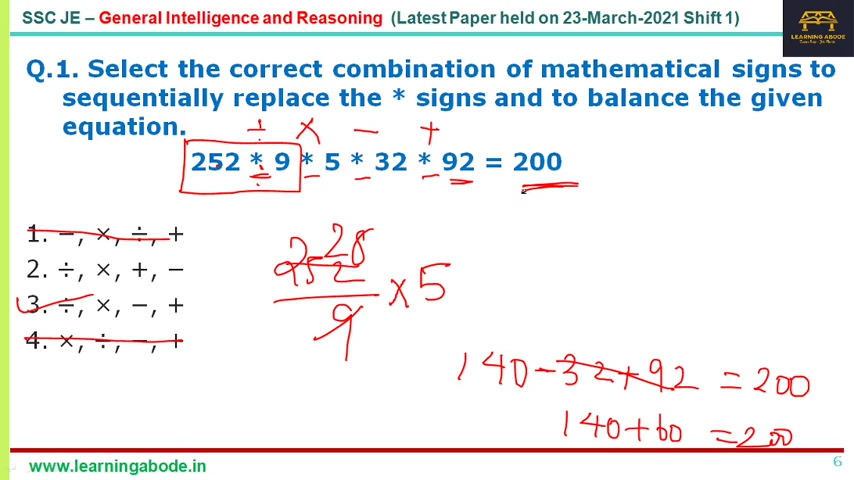 SSC JE – General Intelligence and Reasoning (Latest Paper held on 23-March-2021 Shift 1)
LEARNING ABODE
Q.1. Select the correct combination of mathematical signs to
sequentially replace the * signs and to balance the given
equation.
÷ × − +
252 * 9 * 5 * 32 * 92 = 200
÷
1. −, ×, ÷, +
2. ÷, ×, +, −
3. ÷, ×, −, +
4. ×, ÷, −, +
28
252
9
× 5
140 − 32 + 92 = 200
140 + 60 = 200
www.learningabode.in
6